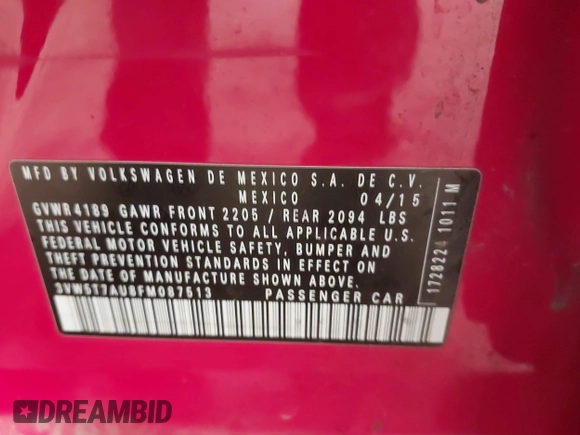 MFD BY VOLKSWAGEN DE MEXICO S.A. DE C.V.
MEXICO 04/15
GVWR 4189 GAWR FRONT 2205 / REAR 2094 LBS
THIS VEHICLE CONFORMS TO ALL APPLICABLE U.S.
FEDERAL MOTOR VEHICLE SAFETY, BUMPER AND
THEFT PREVENTION STANDARDS IN EFFECT ON
THE DATE OF MANUFACTURE SHOWN ABOVE.
3VW5T7AU8FM087513 PASSENGER CAR
1728224 1011 M
DREAMBID